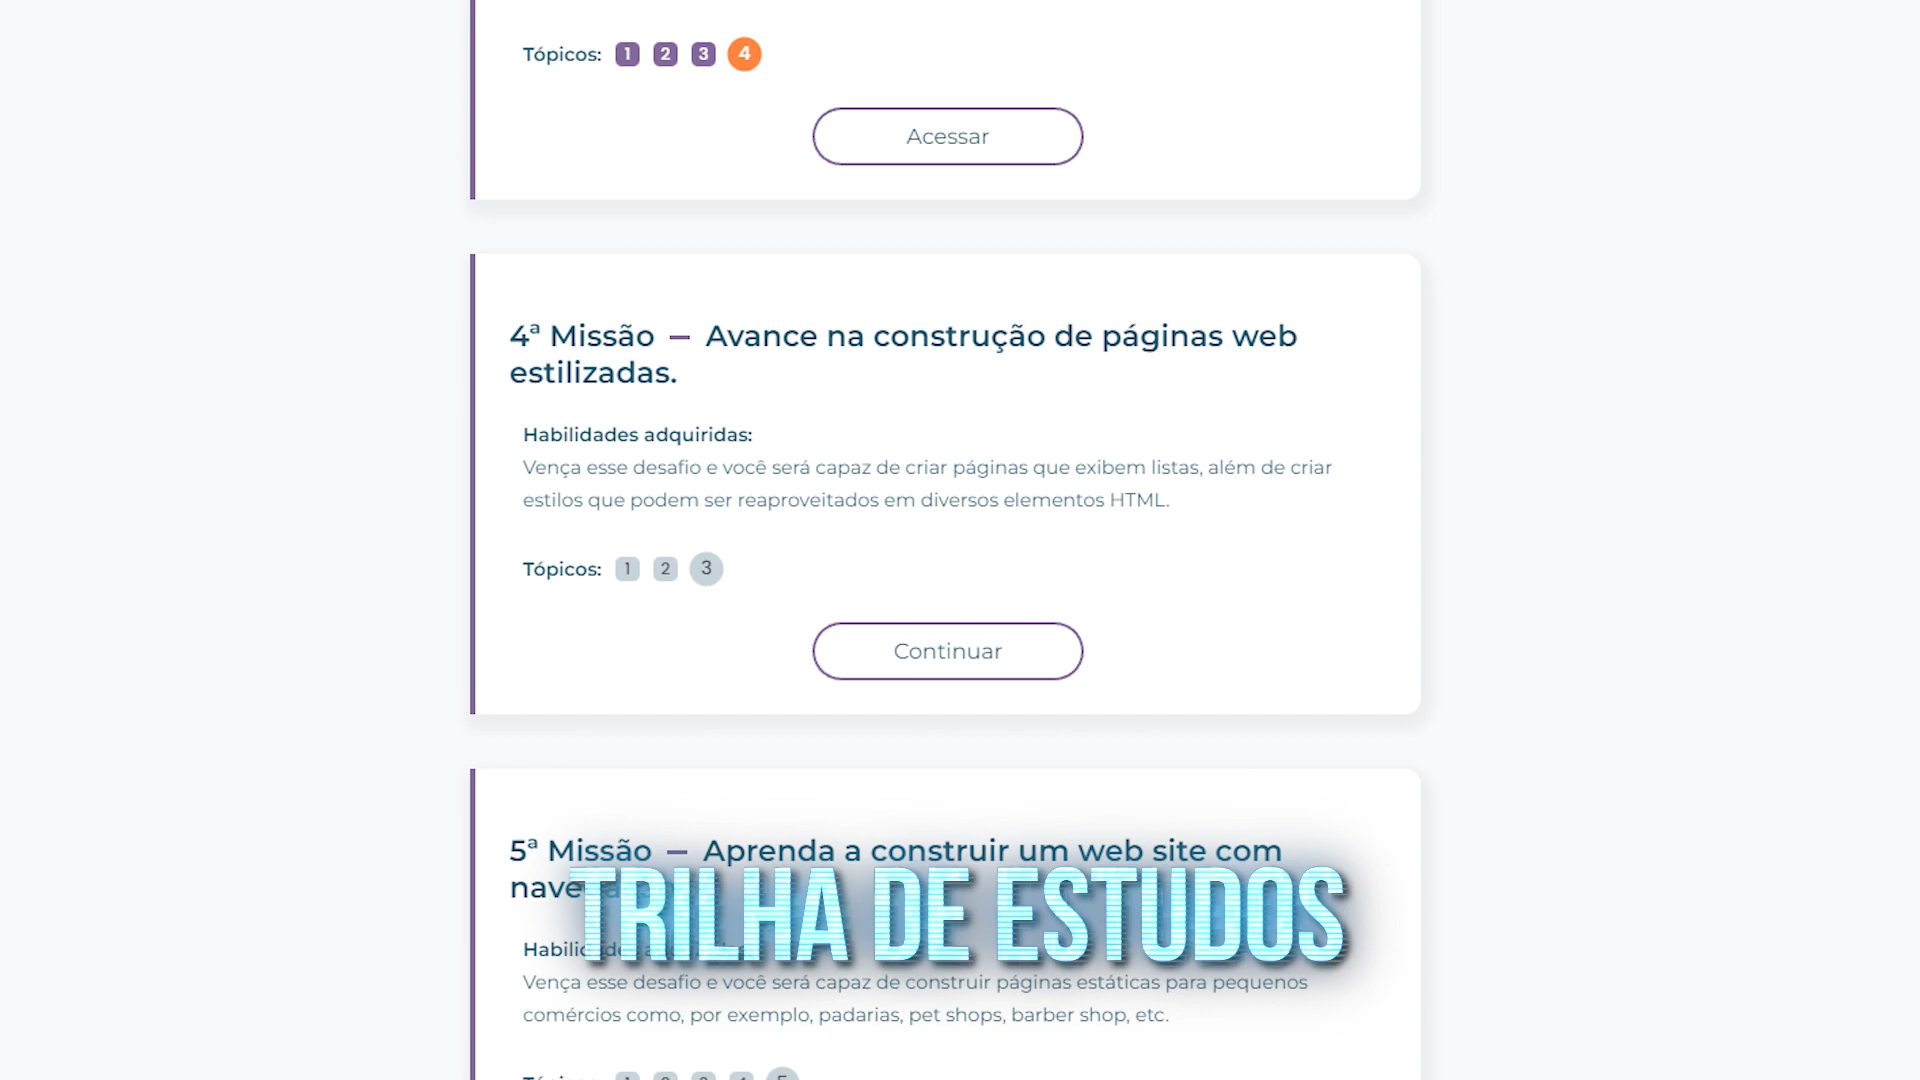 Tópicos: 1 2 3 4
Acessar
4ª Missão — Avance na construção de páginas web
estilizadas.
Habilidades adquiridas:
Vença esse desafio e você será capaz de criar páginas que exibem listas, além de criar
estilos que podem ser reaproveitados em diversos elementos HTML.
Tópicos: 1 2 3
Continuar
5ª Missão — Aprenda a construir um web site com
TRILHA DE ESTUDOS
Vença esse desafio e você será capaz de construir páginas estáticas para pequenos
comércios como, por exemplo, padarias, pet shops, barber shop, etc.